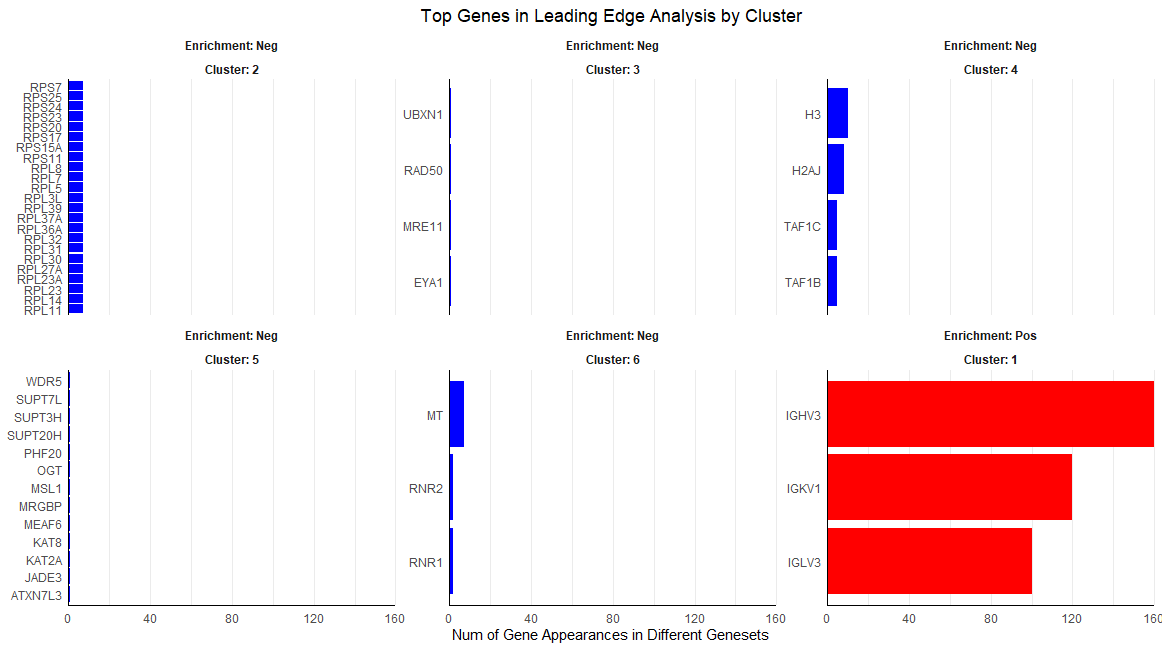 Top Genes in Leading Edge Analysis by Cluster
Enrichment: Neg
Cluster: 2
RPS7
RPS25
RPS24
RPS23
RPS20
RPS17
RPS15A
RPS11
RPL8
RPL7
RPL5
RPL3L
RPL39
RPL37A
RPL36A
RPL32
RPL31
RPL30
RPL27A
RPL23A
RPL23
RPL14
RPL11
Enrichment: Neg
Cluster: 3
UBXN1
RAD50
MRE11
EYA1
Enrichment: Neg
Cluster: 4
H3
H2AJ
TAF1C
TAF1B
Enrichment: Neg
Cluster: 5
WDR5
SUPT7L
SUPT3H
SUPT20H
PHF20
OGT
MSL1
MRGBP
MEAF6
KAT8
KAT2A
JADE3
ATXN7L3
0 40 80 120 160
Enrichment: Neg
Cluster: 6
MT
RNR2
RNR1
0 40 80 120 160
Enrichment: Pos
Cluster: 1
IGHV3
IGKV1
IGLV3
0 40 80 120 160
Num of Gene Appearances in Different Genesets